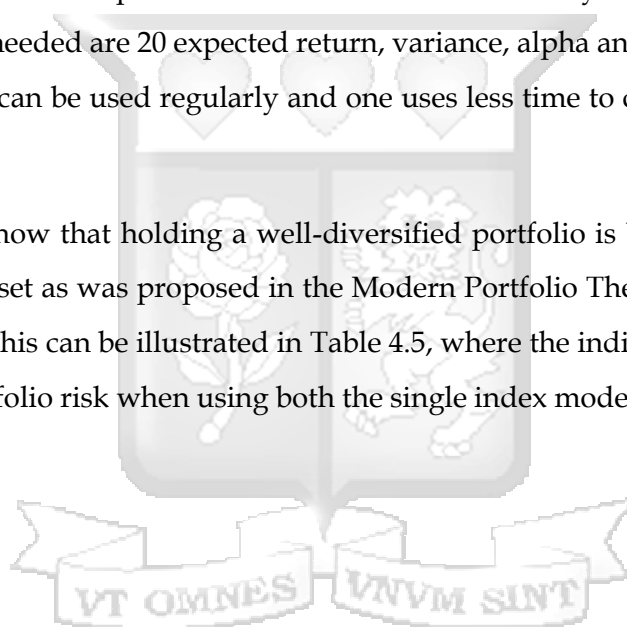 needed are 20 expected return, variance, alpha an
can be used regularly and one uses less time to
how that holding a well-diversified portfolio is
set as was proposed in the Modern Portfolio The
his can be illustrated in Table 4.5, where the indi
folio risk when using both the single index mode
VT OMNES VNVM SINT